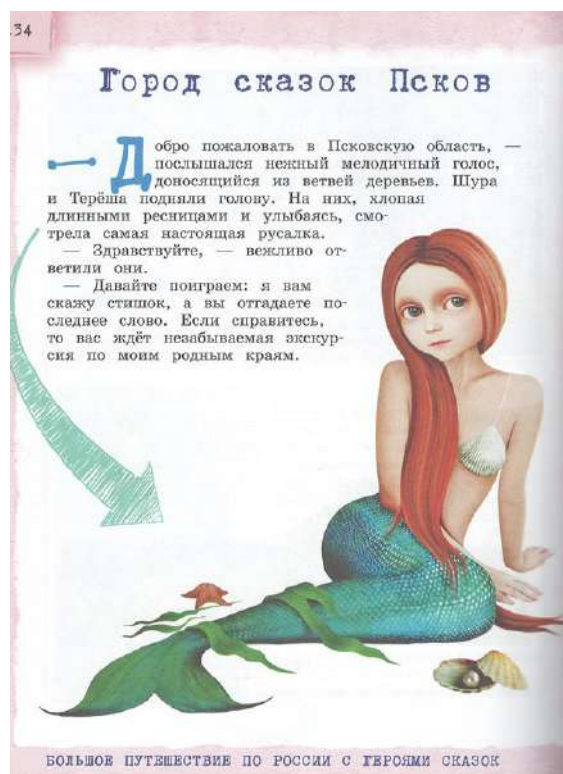 34
Город сказок Псков
— Добро пожаловать в Псковскую область, —
послышался нежный мелодичный голос,
доносящийся из ветвей деревьев. Шура
и Терёша подняли голову. На них, хлопая
длинными ресницами и улыбаясь, смо-
трела самая настоящая русалка.
— Здравствуйте, — вежливо от-
ветили они.
— Давайте поиграем: я вам
скажу стишок, а вы отгадаете по-
следнее слово. Если справитесь,
то вас ждёт незабываемая экскур-
сия по моим родным краям.
БОЛЬШОЕ ПУТЕШЕСТВИЕ ПО РОССИИ С ГЕРОЯМИ СКАЗОК